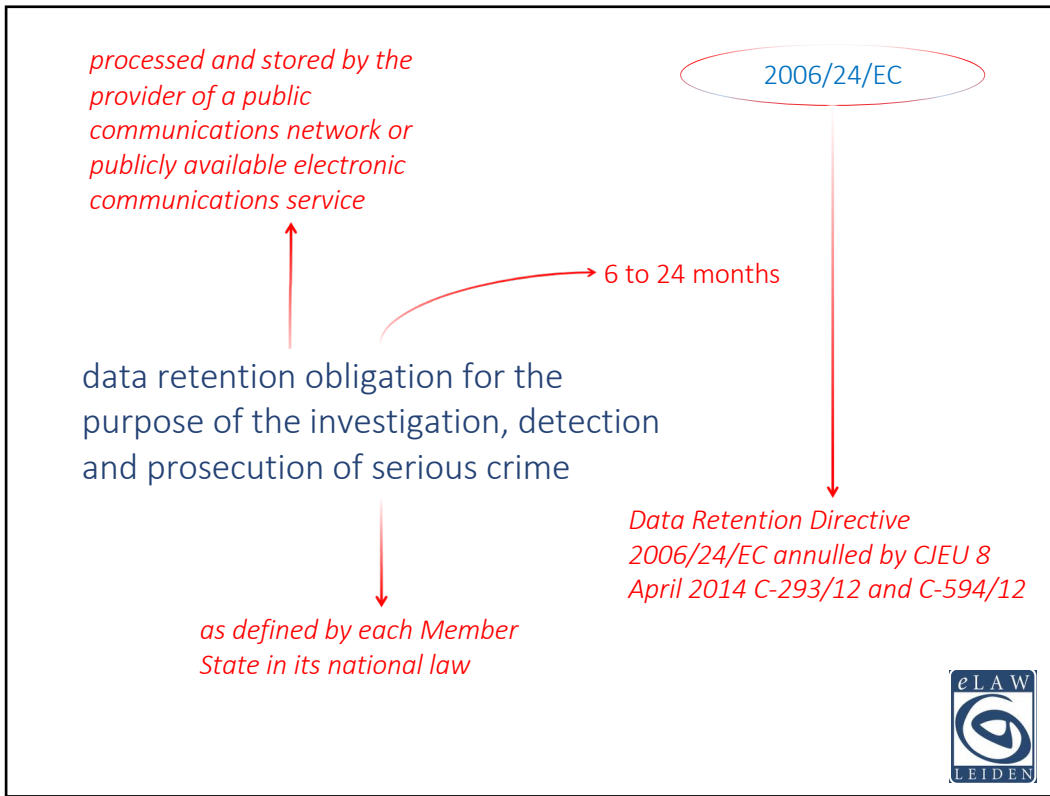 processed and stored by the
provider of a public
communications network or
publicly available electronic
communications service
2006/24/EC
6 to 24 months
data retention obligation for the
purpose of the investigation, detection
and prosecution of serious crime
Data Retention Directive
2006/24/EC annulled by CJEU 8
April 2014 C-293/12 and C-594/12
as defined by each Member
State in its national law
eLAW
LEIDEN